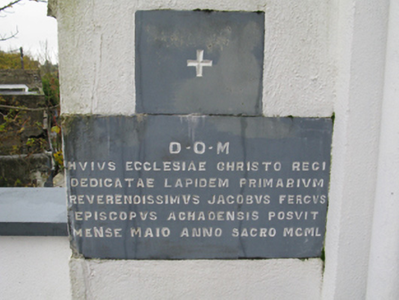 D-O-M
HVIVS ECCLESIAE CHRISTO REGI
DEDICATAE LAPIDEM PRIMARIVM
REVERENDISSIMVS JACOBVS FERGVS
EPISCOPVS ACHADENSIS POSVIT
MENSE MAIO ANNO SACRO MCML